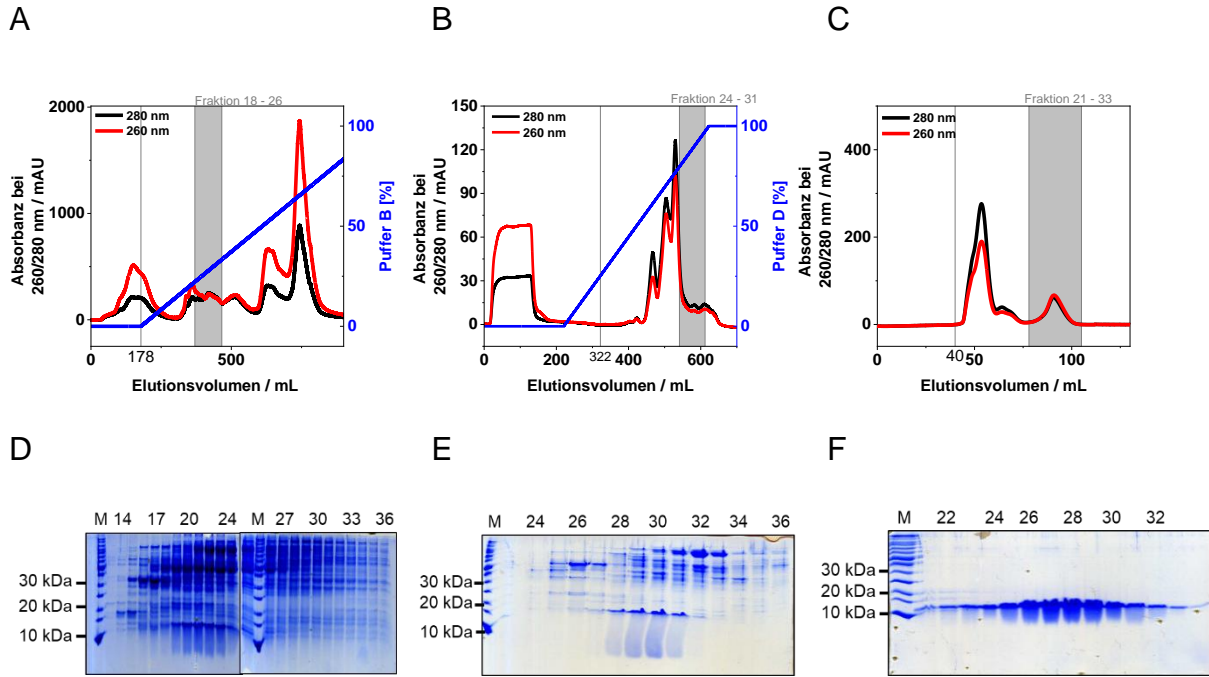 A
B
C
Fraktion 18 - 26
Fraktion 24 - 31
Fraktion 21 - 33
280 nm
260 nm
2000
1000
0
Absorbanz bei
260/280 nm / mAU
100
50
0
Puffer B [%]
0
178
500
Elutionsvolumen / mL
280 nm
260 nm
150
120
90
60
30
0
Absorbanz bei
260/280 nm / mAU
100
50
0
Puffer D [%]
0
200
322
400
600
Elutionsvolumen / mL
280 nm
260 nm
400
200
0
Absorbanz bei
260/280 nm / mAU
0
40
50
100
Elutionsvolumen / mL
D
E
F
M 14 17 20 24 M 27 30 33 36
30 kDa
20 kDa
10 kDa
M 24 26 28 30 32 34 36
30 kDa
20 kDa
10 kDa
M 22 24 26 28 30 32
30 kDa
20 kDa
10 kDa